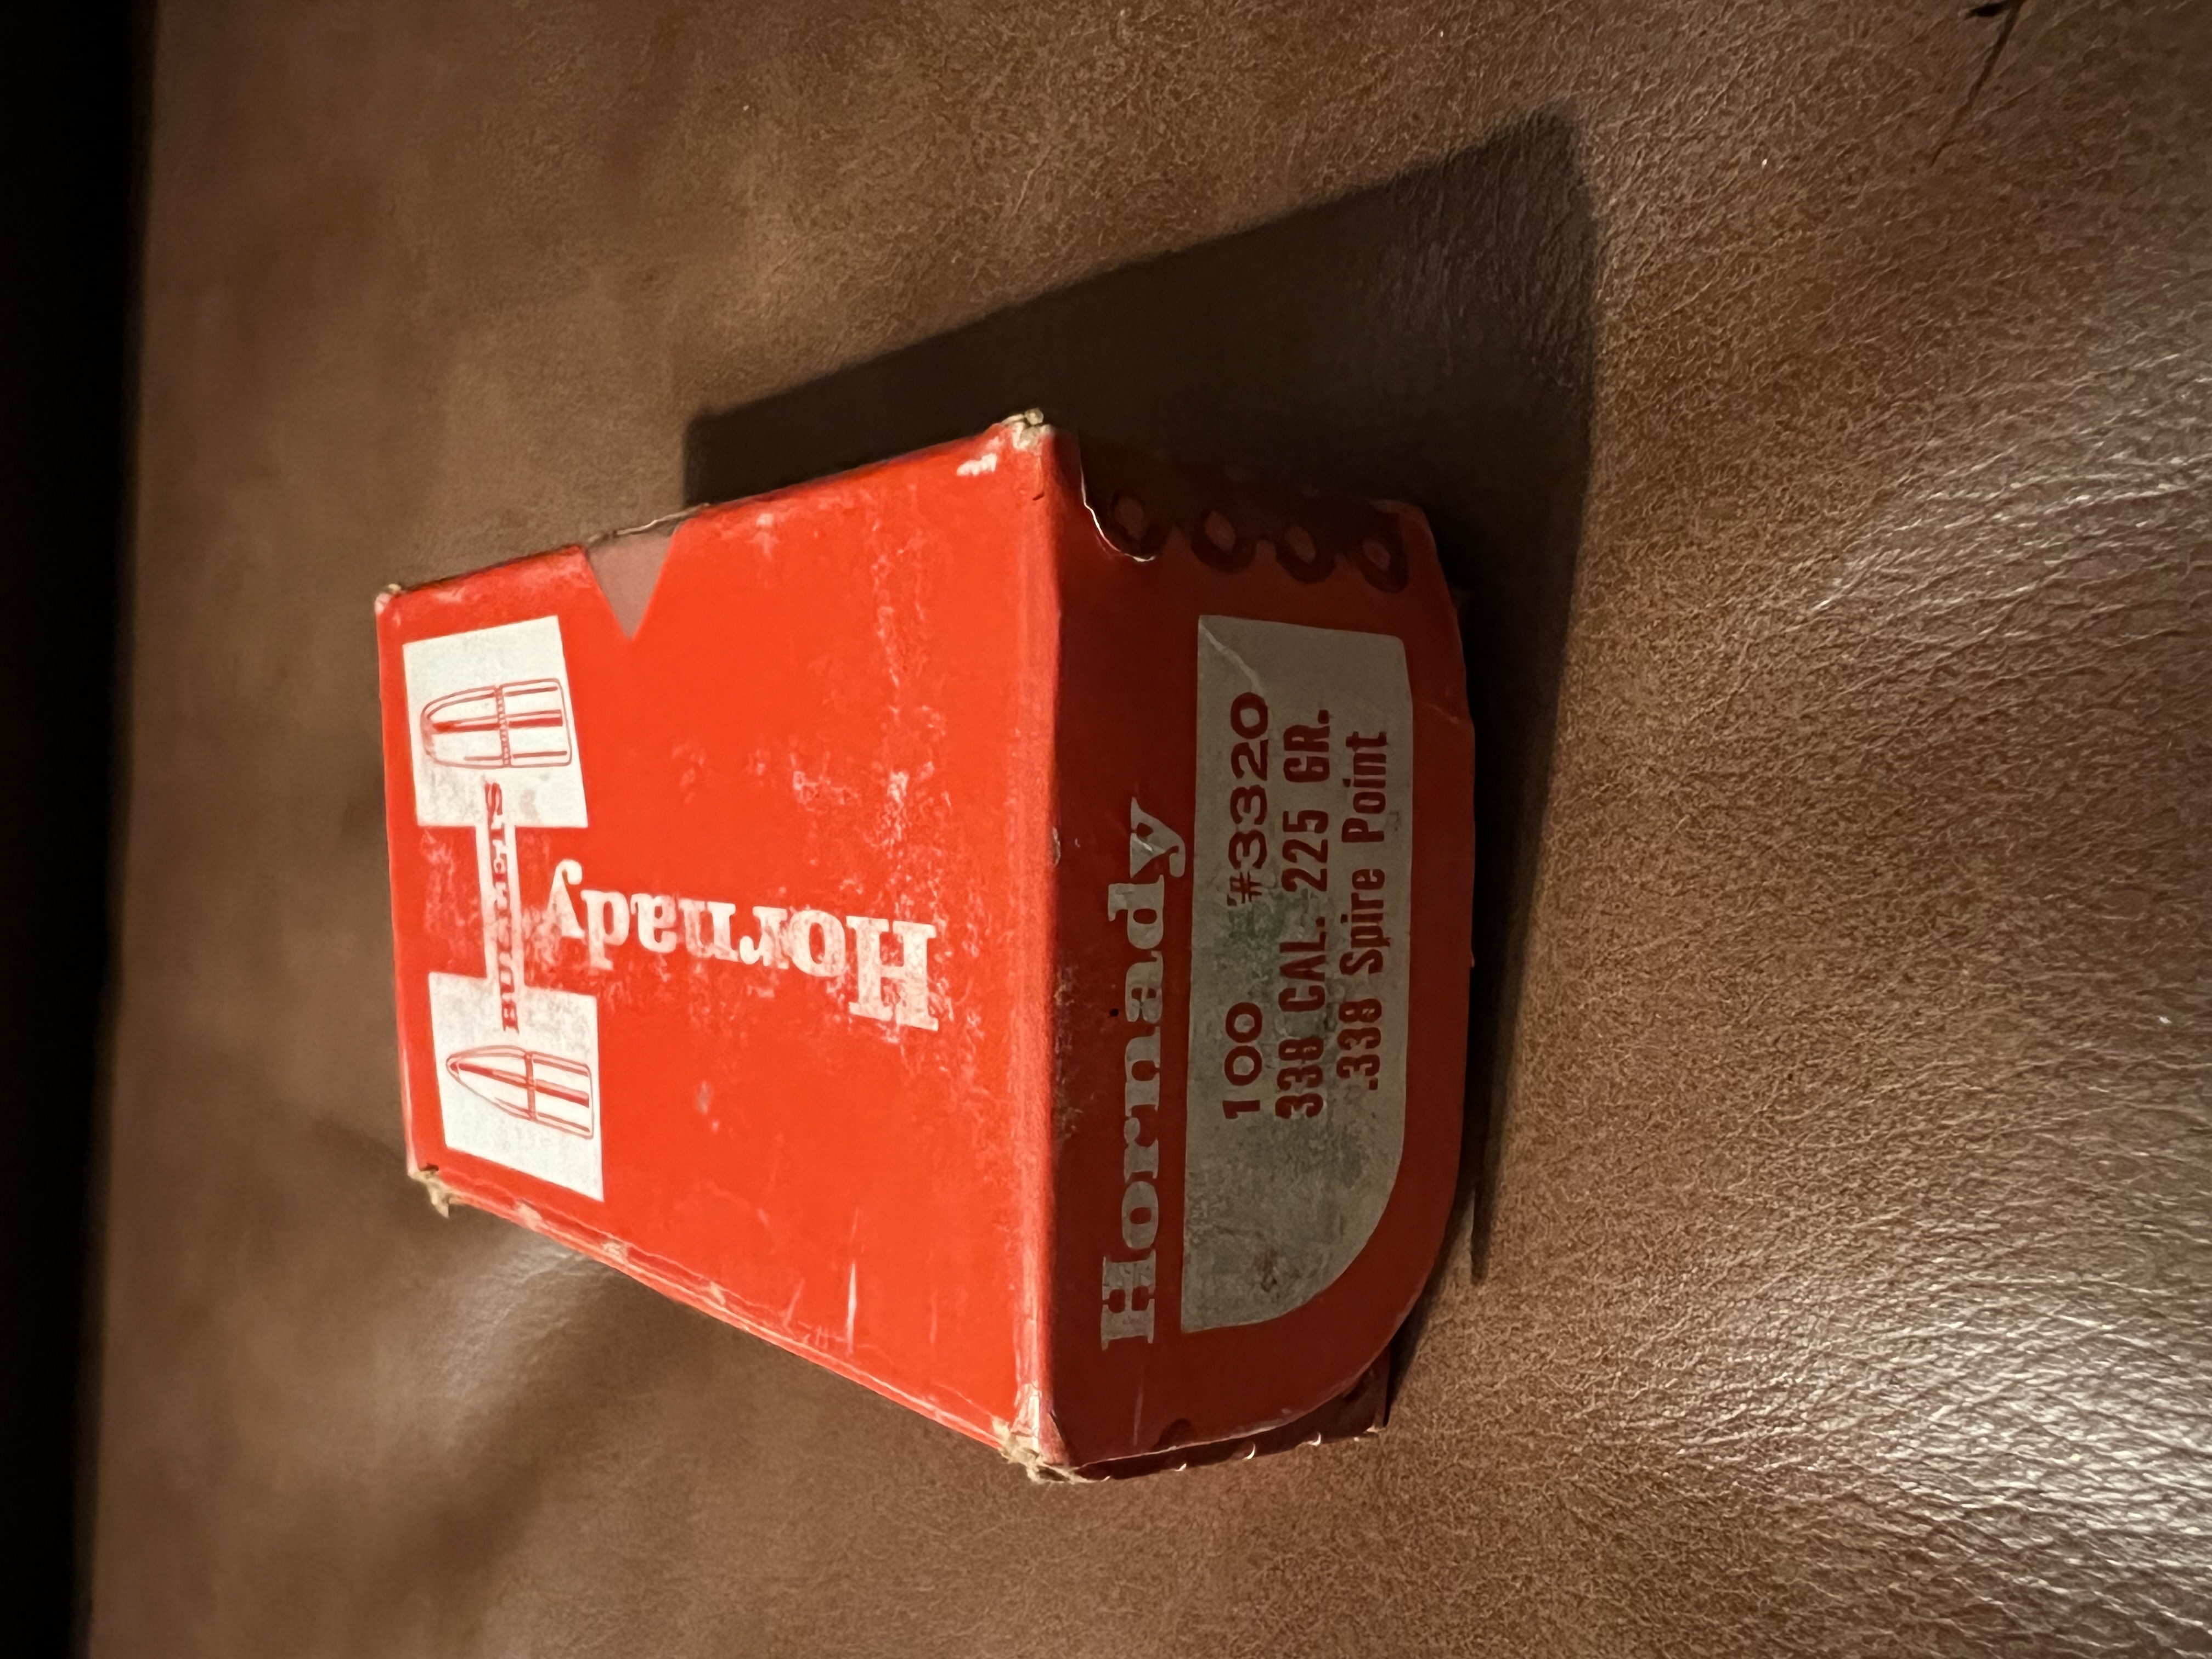 BULLETS
Hornady
Hornady
100 #3320
338 CAL. 225 GR.
.338 Spire Point